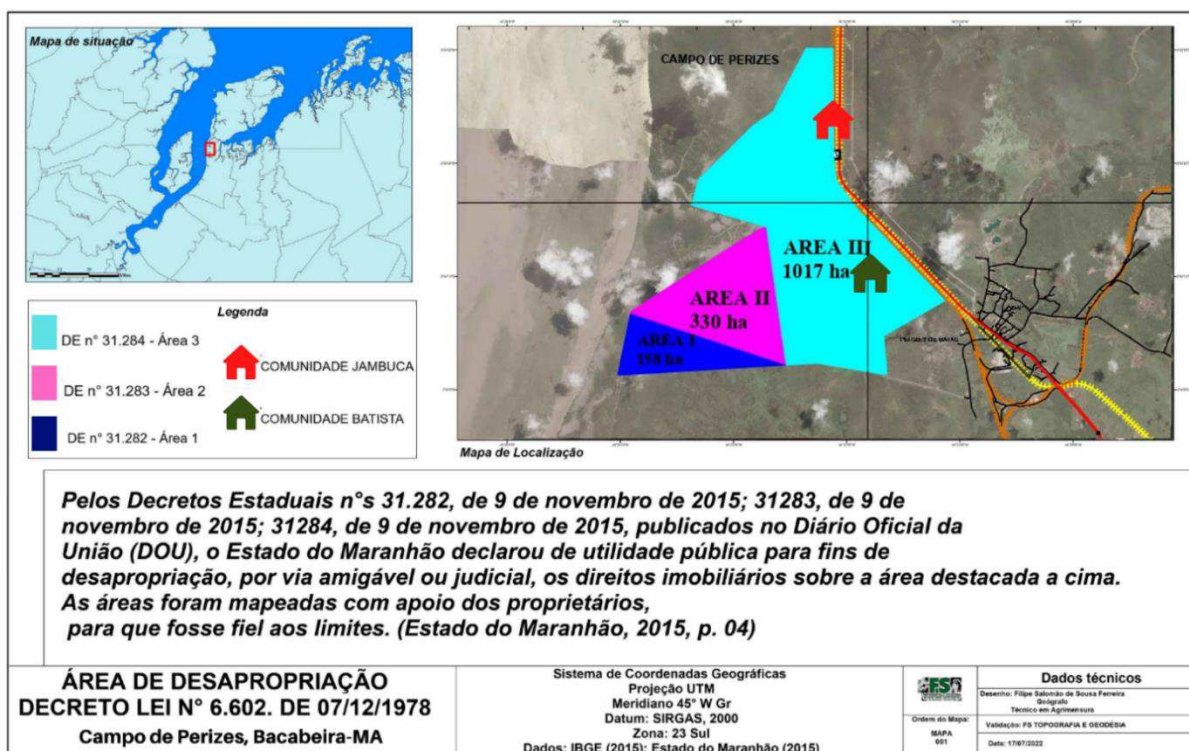 Mapa de situação
CAMPO DE PERIZES
AREA III
1017 ha
AREA II
330 ha
AREA I
158 ha
Legenda
DE n° 31.284 - Área 3
DE n° 31.283 - Área 2
DE n° 31.282 - Área 1
COMUNIDADE JAMBUCA
COMUNIDADE BATISTA
Mapa de Localização
Pelos Decretos Estaduais n°s 31.282, de 9 de novembro de 2015; 31283, de 9 de
novembro de 2015; 31284, de 9 de novembro de 2015, publicados no Diário Oficial da
União (DOU), o Estado do Maranhão declarou de utilidade pública para fins de
desapropriação, por via amigável ou judicial, os direitos imobiliários sobre a área destacada a cima.
As áreas foram mapeadas com apoio dos proprietários,
para que fosse fiel aos limites. (Estado do Maranhão, 2015, p. 04)
ÁREA DE DESAPROPRIAÇÃO
DECRETO LEI N° 6.602. DE 07/12/1978
Campo de Perizes, Bacabeira-MA
Sistema de Coordenadas Geográficas
Projeção UTM
Meridiano 45° W Gr
Datum: SIRGAS, 2000
Zona: 23 Sul
Dados: IBGE (2015); Estado do Maranhão (2015)
FS
Ordem do Mapa:
MAPA
001
Dados técnicos
Desenho: Filipe Salomão de Sousa Ferreira
Geógrafo
Técnico em Agrimensura
Validação: FS TOPOGRAFIA E GEODÉSIA
Data: 17/07/2022